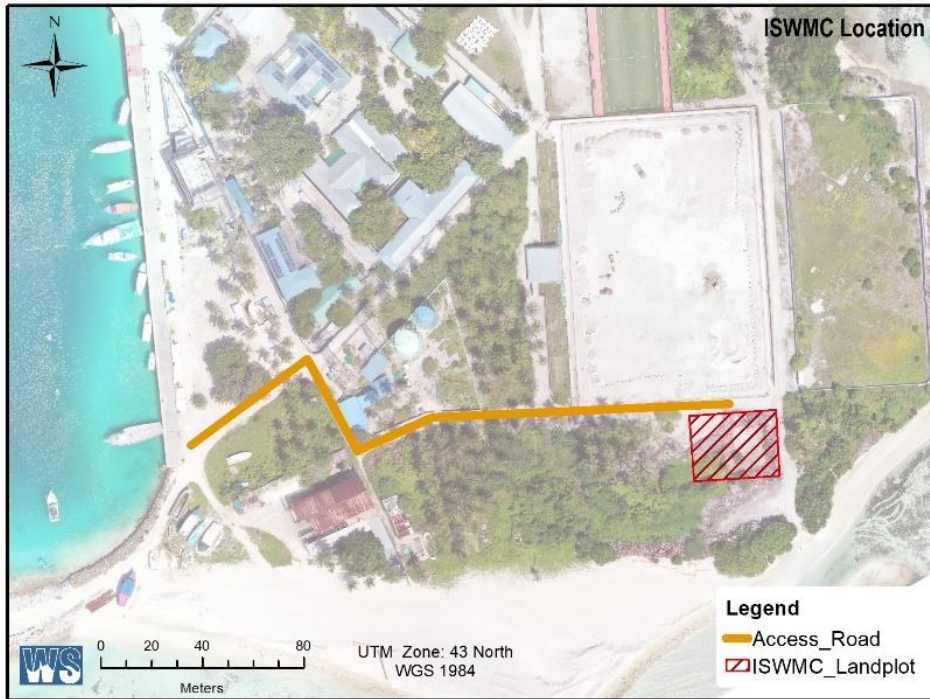 ISWMC Location
N
Legend
Access_Road
ISWMC_Landplot
0 20 40 80
Meters
UTM Zone: 43 North
WGS 1984
WS